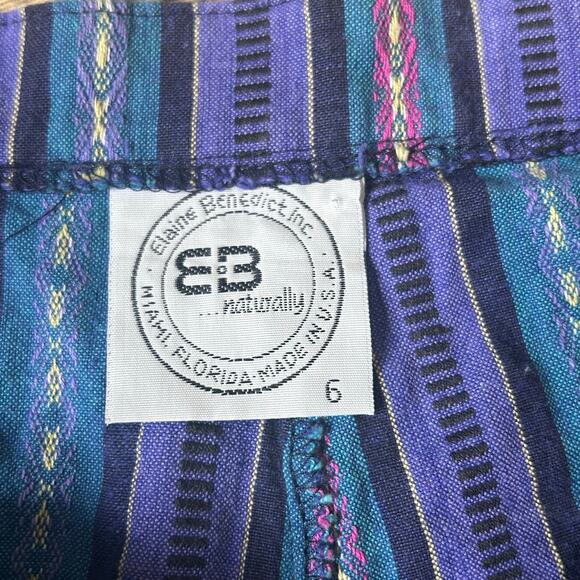 Elaine Benedict, Inc.
EB
...naturally
· MIAMI, FLORIDA · MADE IN U.S.A. ·
6